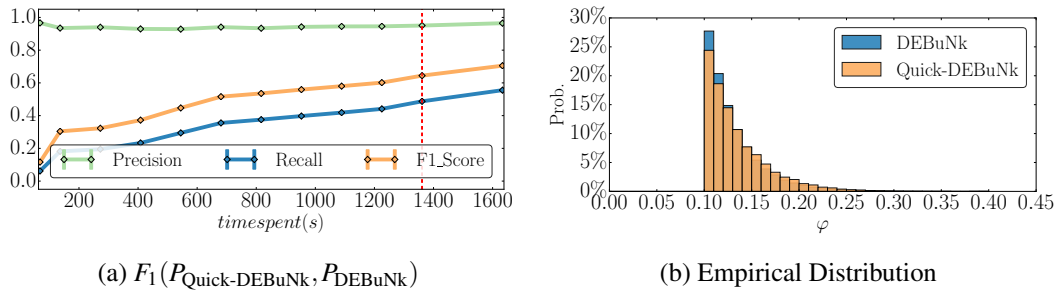 1.0
0.8
0.6
0.4
0.2
0.0
Precision Recall F1_Score
200 400 600 800 1000 1200 1400 1600
timespent(s)
(a) F1(PQuick-DEBuNk, PDEBuNk)
30%
25%
20%
15%
10%
5%
0%
Prob.
DEBuNk
Quick-DEBuNk
0.00 0.05 0.10 0.15 0.20 0.25 0.30 0.35 0.40 0.45
φ
(b) Empirical Distribution